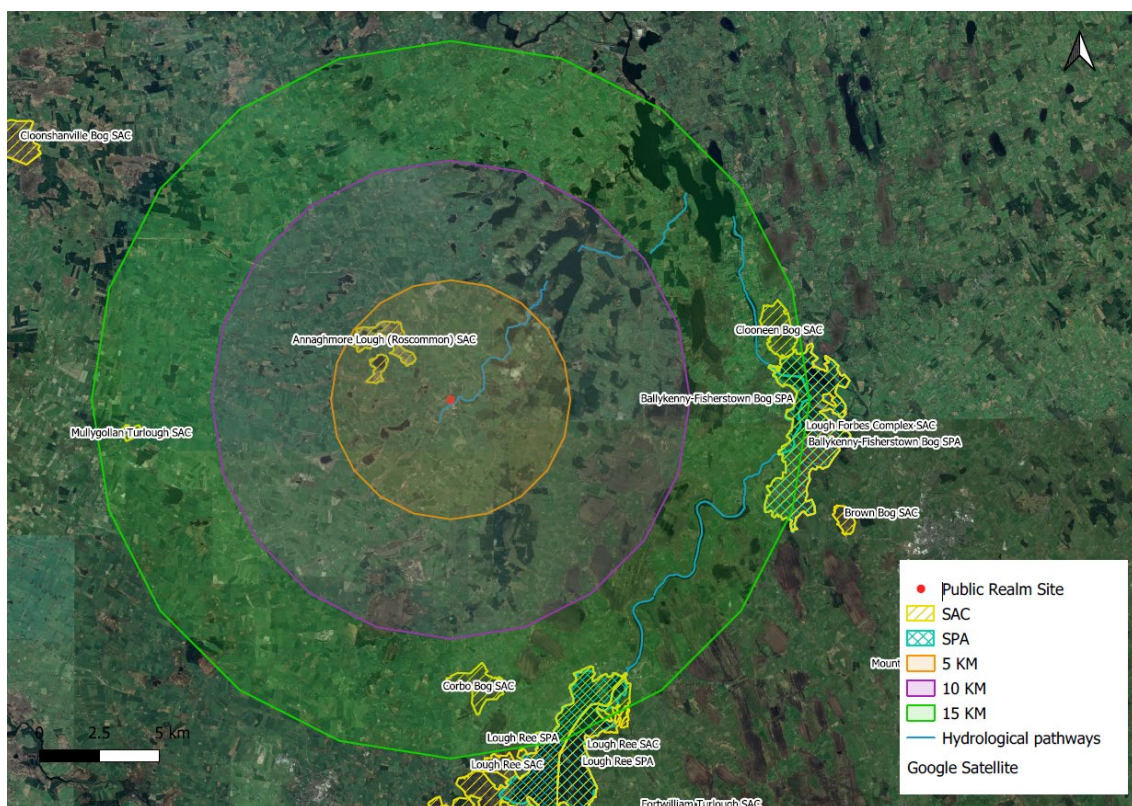 Cloonshanville Bog SAC
Annaghmore Lough (Roscommon) SAC
Clooneen Bog SAC
Ballykenny-Fisherstown Bog SPA
Lough Forbes Complex SAC
Mullygollan Turlough SAC
Ballykenny-Fisherstown Bog SPA
Brown Bog SAC
Corbo Bog SAC
Mount
Lough Ree SPA
Lough Ree SAC
Lough Ree SAC
Lough Ree SPA
Fortwilliam Turlough SAC
0 2.5 5 km
Public Realm Site
SAC
SPA
5 KM
10 KM
15 KM
Hydrological pathways
Google Satellite